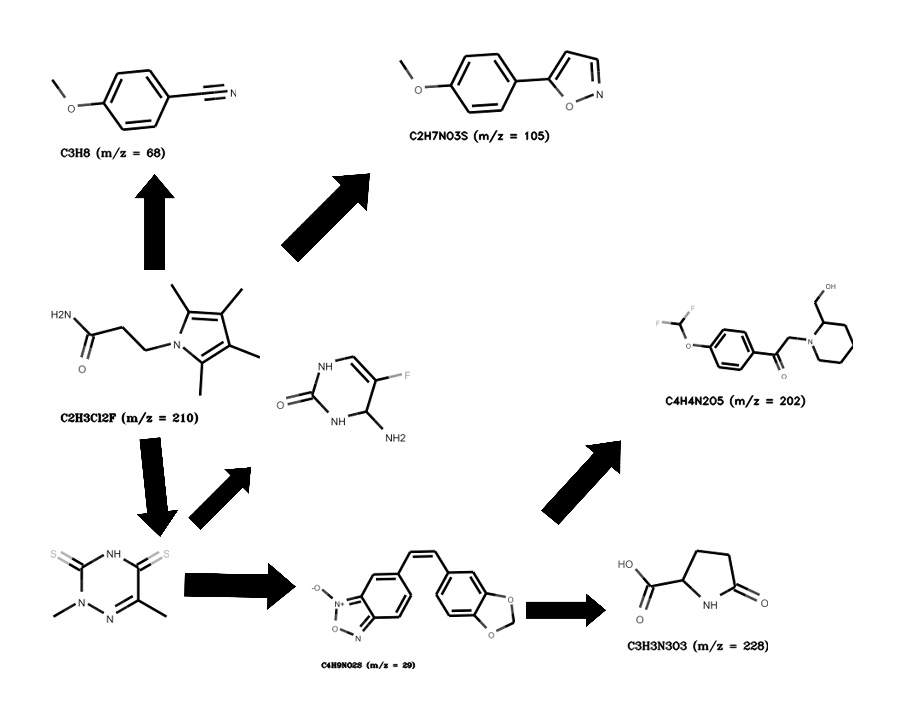 O
N
C3H8 (m/z = 68)
O
O
N
C2H7NO3S (m/z = 105)
H2N
O
N
C2H3Cl2F (m/z = 210)
NH
F
O
NH
NH2
OH
F
F
O
N
O
C4H4N2O5 (m/z = 202)
S
NH
S
N
N
-O
N+
O
N
O
O
C4H9NO2S (m/z = 29)
HO
O
NH
O
C3H3N3O3 (m/z = 228)